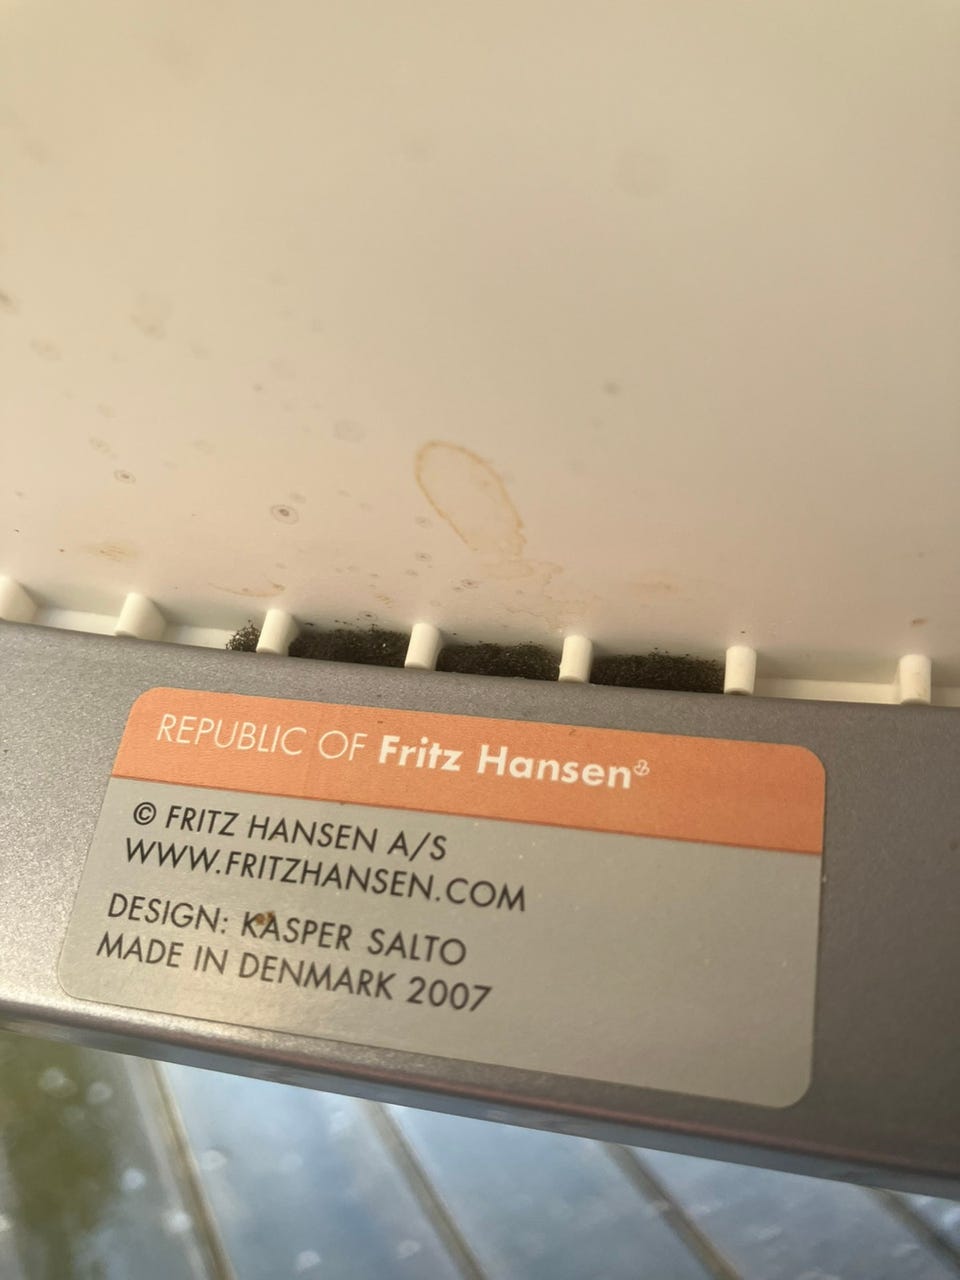 REPUBLIC OF Fritz Hansen
© FRITZ HANSEN A/S
WWW.FRITZHANSEN.COM
DESIGN: KASPER SALTO
MADE IN DENMARK 2007